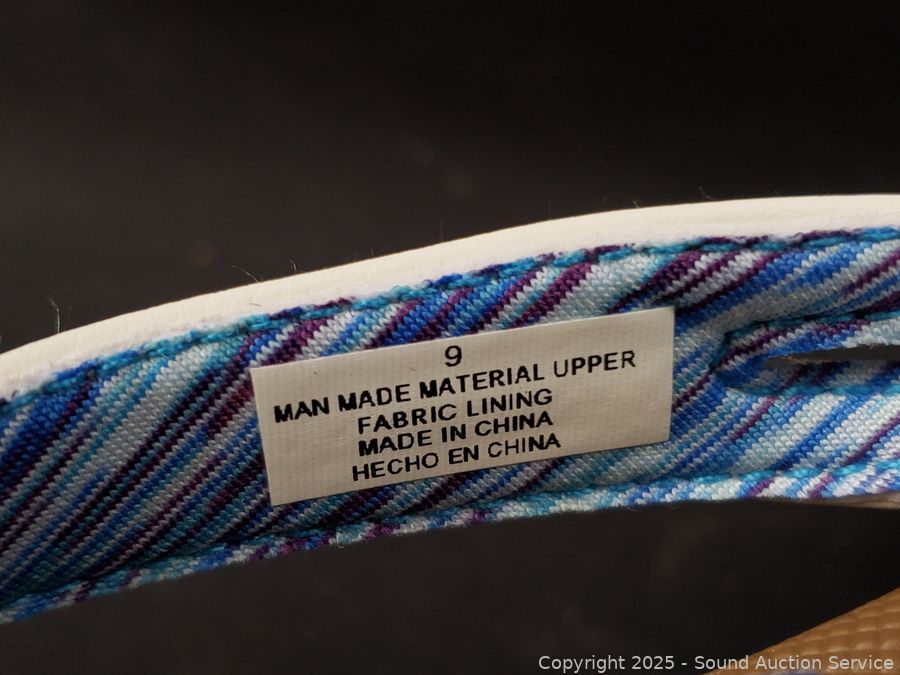 9
MAN MADE MATERIAL UPPER
FABRIC LINING
MADE IN CHINA
HECHO EN CHINA
Copyright 2025 - Sound Auction Service